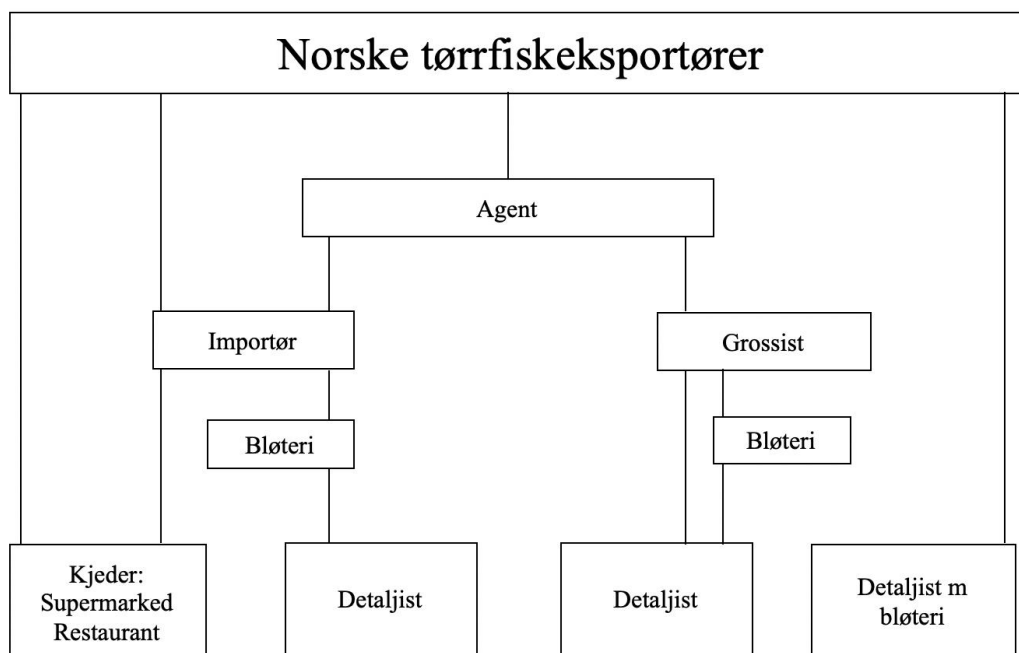 Norske tørrfiskeksportører
Agent
Importør
Grossist
Bløteri
Bløteri
Kjeder:
Supermarked
Restaurant
Detaljist
Detaljist
Detaljist m
bløteri